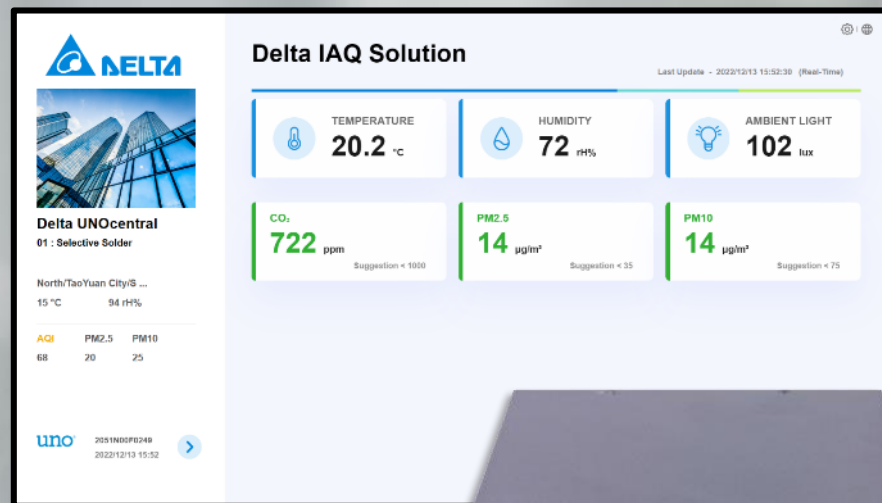 DELTA
Delta UNOcentral
01 : Selective Solder
North/TaoYuan City/S ...
15 °C 94 rH%
AQI PM2.5 PM10
68 20 25
uno
2051N00F0249
2022/12/13 15:52
Delta IAQ Solution
Last Update - 2022/12/13 15:52:30 (Real-Time)
TEMPERATURE
20.2 °C
HUMIDITY
72 rH%
AMBIENT LIGHT
102 lux
CO₂
722 ppm
Suggestion < 1000
PM2.5
14 μg/m³
Suggestion < 35
PM10
14 μg/m³
Suggestion < 75